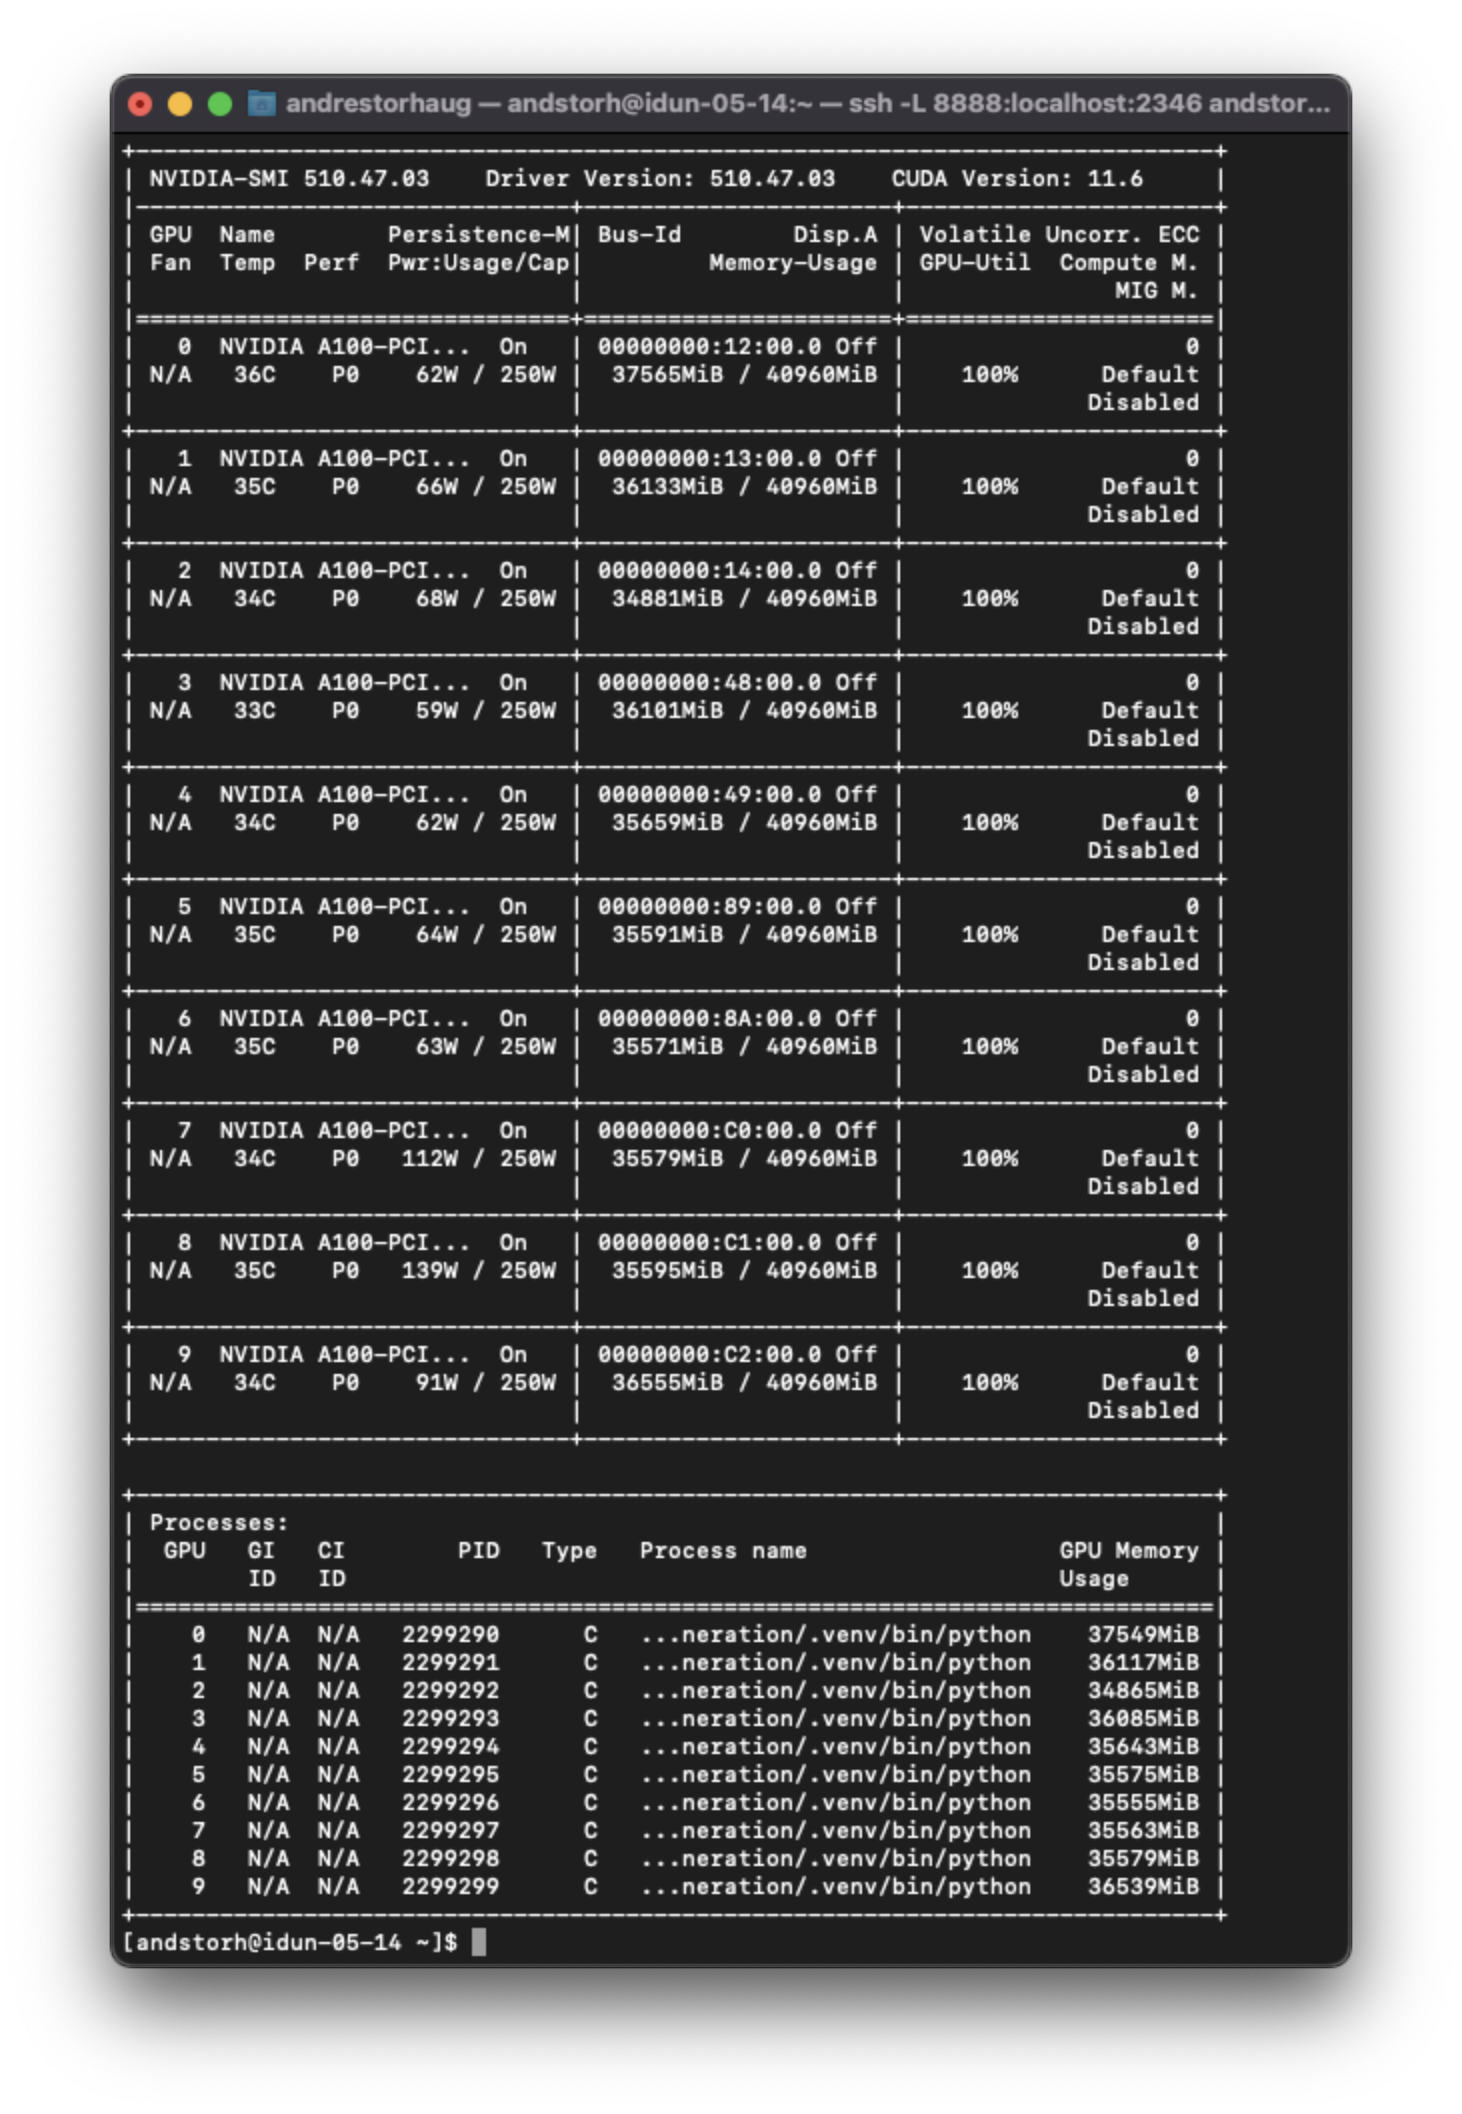 andrestorhaug — andstorh@idun-05-14:~ — ssh -L 8888:localhost:2346 andstor...
+-----------------------------------------------------------------------------+
| NVIDIA-SMI 510.47.03    Driver Version: 510.47.03    CUDA Version: 11.6     |
|-------------------------------+----------------------+----------------------+
| GPU  Name        Persistence-M| Bus-Id        Disp.A | Volatile Uncorr. ECC |
| Fan  Temp  Perf  Pwr:Usage/Cap|         Memory-Usage | GPU-Util  Compute M. |
|                               |                      |               MIG M. |
|===============================+======================+======================|
|   0  NVIDIA A100-PCI...  On   | 00000000:12:00.0 Off |                    0 |
| N/A   36C    P0    62W / 250W |  37565MiB / 40960MiB |    100%      Default |
|                               |                      |             Disabled |
+-------------------------------+----------------------+----------------------+
|   1  NVIDIA A100-PCI...  On   | 00000000:13:00.0 Off |                    0 |
| N/A   35C    P0    66W / 250W |  36133MiB / 40960MiB |    100%      Default |
|                               |                      |             Disabled |
+-------------------------------+----------------------+----------------------+
|   2  NVIDIA A100-PCI...  On   | 00000000:14:00.0 Off |                    0 |
| N/A   34C    P0    68W / 250W |  34881MiB / 40960MiB |    100%      Default |
|                               |                      |             Disabled |
+-------------------------------+----------------------+----------------------+
|   3  NVIDIA A100-PCI...  On   | 00000000:48:00.0 Off |                    0 |
| N/A   33C    P0    59W / 250W |  36101MiB / 40960MiB |    100%      Default |
|                               |                      |             Disabled |
+-------------------------------+----------------------+----------------------+
|   4  NVIDIA A100-PCI...  On   | 00000000:49:00.0 Off |                    0 |
| N/A   34C    P0    62W / 250W |  35659MiB / 40960MiB |    100%      Default |
|                               |                      |             Disabled |
+-------------------------------+----------------------+----------------------+
|   5  NVIDIA A100-PCI...  On   | 00000000:89:00.0 Off |                    0 |
| N/A   35C    P0    64W / 250W |  35591MiB / 40960MiB |    100%      Default |
|                               |                      |             Disabled |
+-------------------------------+----------------------+----------------------+
|   6  NVIDIA A100-PCI...  On   | 00000000:8A:00.0 Off |                    0 |
| N/A   35C    P0    63W / 250W |  35571MiB / 40960MiB |    100%      Default |
|                               |                      |             Disabled |
+-------------------------------+----------------------+----------------------+
|   7  NVIDIA A100-PCI...  On   | 00000000:C0:00.0 Off |                    0 |
| N/A   34C    P0   112W / 250W |  35579MiB / 40960MiB |    100%      Default |
|                               |                      |             Disabled |
+-------------------------------+----------------------+----------------------+
|   8  NVIDIA A100-PCI...  On   | 00000000:C1:00.0 Off |                    0 |
| N/A   35C    P0   139W / 250W |  35595MiB / 40960MiB |    100%      Default |
|                               |                      |             Disabled |
+-------------------------------+----------------------+----------------------+
|   9  NVIDIA A100-PCI...  On   | 00000000:C2:00.0 Off |                    0 |
| N/A   34C    P0    91W / 250W |  36555MiB / 40960MiB |    100%      Default |
|                               |                      |             Disabled |
+-------------------------------+----------------------+----------------------+

+-----------------------------------------------------------------------------+
| Processes:                                                                  |
|  GPU   GI   CI        PID   Type   Process name                  GPU Memory |
|        ID   ID                                                   Usage      |
|=============================================================================|
|    0   N/A  N/A   2299290      C   ...neration/.venv/bin/python    37549MiB |
|    1   N/A  N/A   2299291      C   ...neration/.venv/bin/python    36117MiB |
|    2   N/A  N/A   2299292      C   ...neration/.venv/bin/python    34865MiB |
|    3   N/A  N/A   2299293      C   ...neration/.venv/bin/python    36085MiB |
|    4   N/A  N/A   2299294      C   ...neration/.venv/bin/python    35643MiB |
|    5   N/A  N/A   2299295      C   ...neration/.venv/bin/python    35575MiB |
|    6   N/A  N/A   2299296      C   ...neration/.venv/bin/python    35555MiB |
|    7   N/A  N/A   2299297      C   ...neration/.venv/bin/python    35563MiB |
|    8   N/A  N/A   2299298      C   ...neration/.venv/bin/python    35579MiB |
|    9   N/A  N/A   2299299      C   ...neration/.venv/bin/python    36539MiB |
+-----------------------------------------------------------------------------+
[andstorh@idun-05-14 ~]$